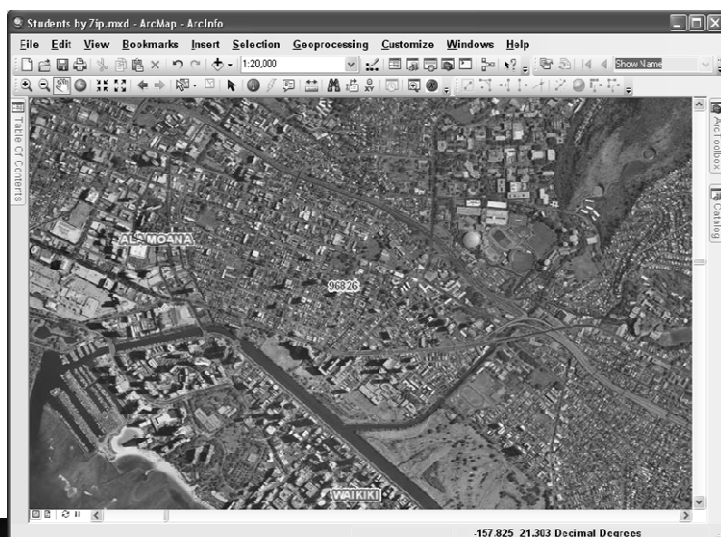 Students by Zip.mxd - ArcMap - ArcInfo
File Edit View Bookmarks Insert Selection Geoprocessing Customize Windows Help
1:20,000
Show Name
Table Of Contents
ArcToolbox
Catalog
ALA MOANA
96826
WAIKIKI
-157.825 21.303 Decimal Degrees